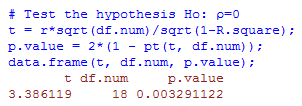 # Test the hypothesis Ho: ρ=0
t = r*sqrt(df.num)/sqrt(1-R.square);
p.value = 2*(1 - pt(t, df.num));
data.frame(t, df.num, p.value);
t df.num p.value
3.386119 18 0.003291122